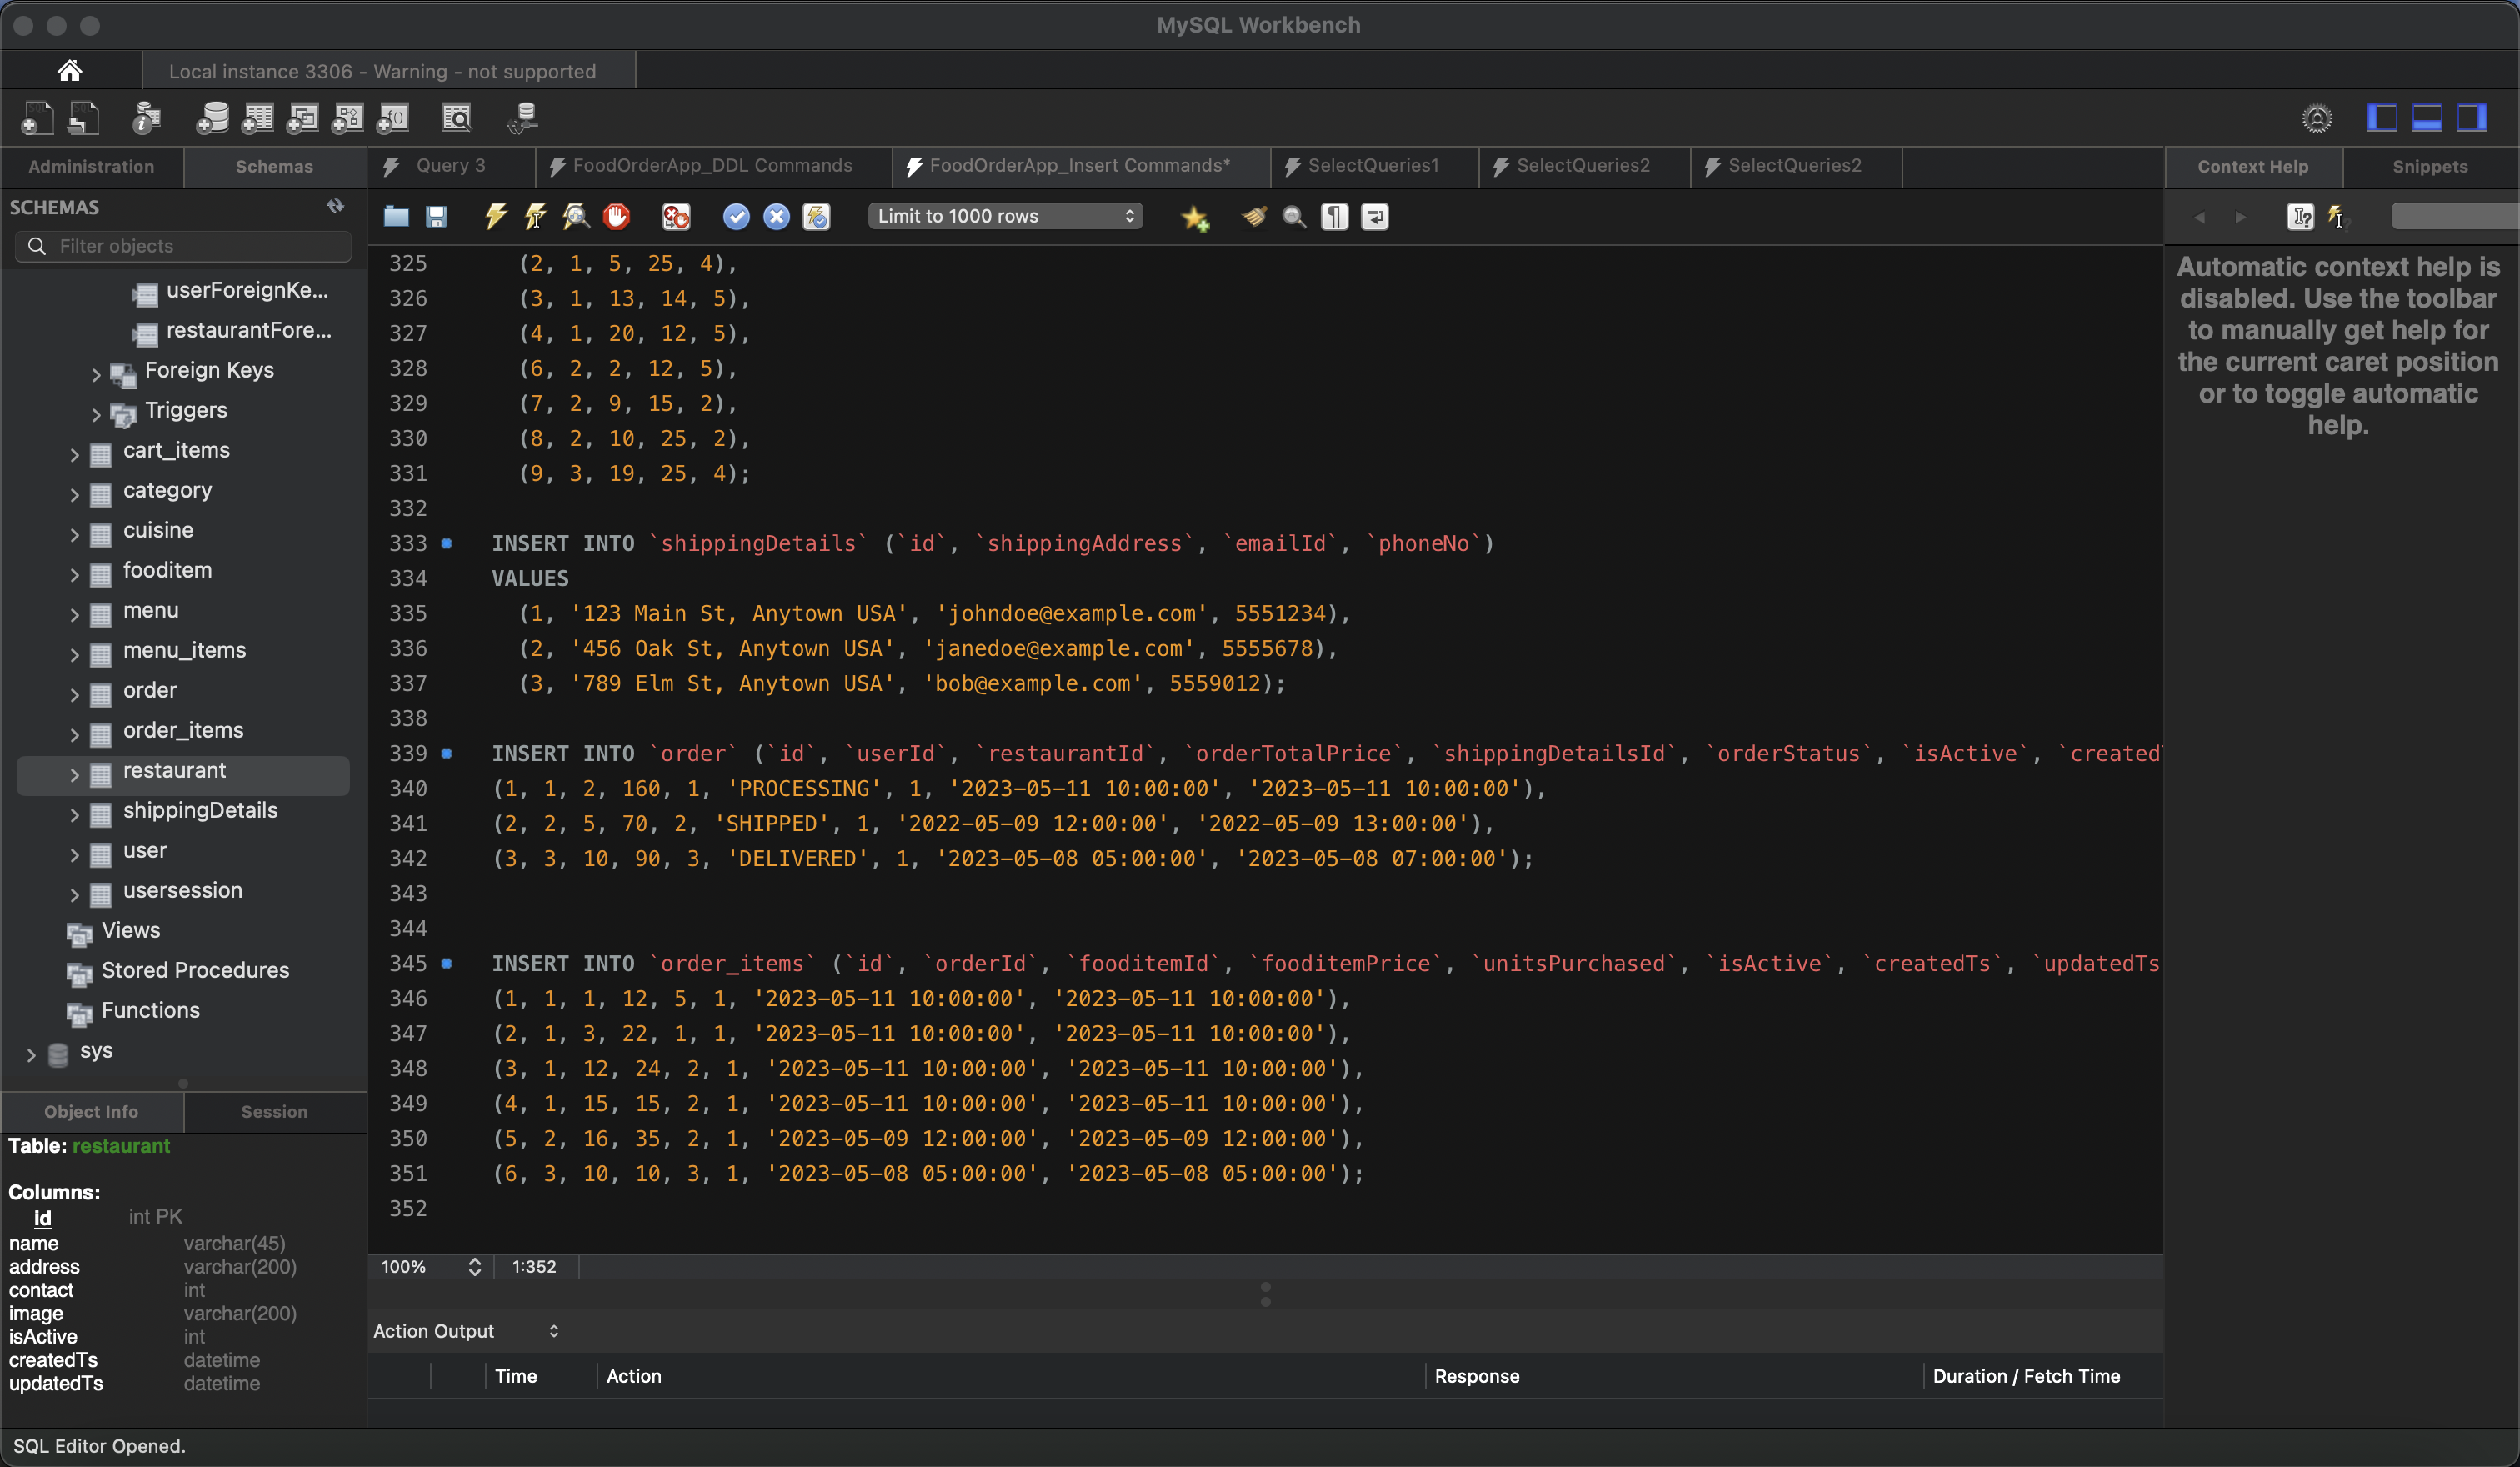 MySQL Workbench
Local instance 3306 - Warning - not supported
Administration
Schemas
Query 3
FoodOrderApp_DDL Commands
FoodOrderApp_Insert Commands*
SelectQueries1
SelectQueries2
SelectQueries2
Context Help
Snippets
SCHEMAS
Filter objects
userForeignKe...
restaurantFore...
Foreign Keys
Triggers
cart_items
category
cuisine
fooditem
menu
menu_items
order
order_items
restaurant
shippingDetails
user
usersession
Views
Stored Procedures
Functions
sys
Object Info
Session
Table: restaurant
Columns:
id int PK
name varchar(45)
address varchar(200)
contact int
image varchar(200)
isActive int
createdTs datetime
updatedTs datetime
Limit to 1000 rows
325 (2, 1, 5, 25, 4),
326 (3, 1, 13, 14, 5),
327 (4, 1, 20, 12, 5),
328 (6, 2, 2, 12, 5),
329 (7, 2, 9, 15, 2),
330 (8, 2, 10, 25, 2),
331 (9, 3, 19, 25, 4);
332
333 INSERT INTO `shippingDetails` (`id`, `shippingAddress`, `emailId`, `phoneNo`)
334 VALUES
335 (1, '123 Main St, Anytown USA', 'johndoe@example.com', 5551234),
336 (2, '456 Oak St, Anytown USA', 'janedoe@example.com', 5555678),
337 (3, '789 Elm St, Anytown USA', 'bob@example.com', 5559012);
338
339 INSERT INTO `order` (`id`, `userId`, `restaurantId`, `orderTotalPrice`, `shippingDetailsId`, `orderStatus`, `isActive`, `created
340 (1, 1, 2, 160, 1, 'PROCESSING', 1, '2023-05-11 10:00:00', '2023-05-11 10:00:00'),
341 (2, 2, 5, 70, 2, 'SHIPPED', 1, '2022-05-09 12:00:00', '2022-05-09 13:00:00'),
342 (3, 3, 10, 90, 3, 'DELIVERED', 1, '2023-05-08 05:00:00', '2023-05-08 07:00:00');
343
344
345 INSERT INTO `order_items` (`id`, `orderId`, `fooditemId`, `fooditemPrice`, `unitsPurchased`, `isActive`, `createdTs`, `updatedTs
346 (1, 1, 1, 12, 5, 1, '2023-05-11 10:00:00', '2023-05-11 10:00:00'),
347 (2, 1, 3, 22, 1, 1, '2023-05-11 10:00:00', '2023-05-11 10:00:00'),
348 (3, 1, 12, 24, 2, 1, '2023-05-11 10:00:00', '2023-05-11 10:00:00'),
349 (4, 1, 15, 15, 2, 1, '2023-05-11 10:00:00', '2023-05-11 10:00:00'),
350 (5, 2, 16, 35, 2, 1, '2023-05-09 12:00:00', '2023-05-09 12:00:00'),
351 (6, 3, 10, 10, 3, 1, '2023-05-08 05:00:00', '2023-05-08 05:00:00');
352
100%
1:352
Action Output
Time
Action
Response
Duration / Fetch Time
Automatic context help is
disabled. Use the toolbar
to manually get help for
the current caret position
or to toggle automatic
help.
SQL Editor Opened.